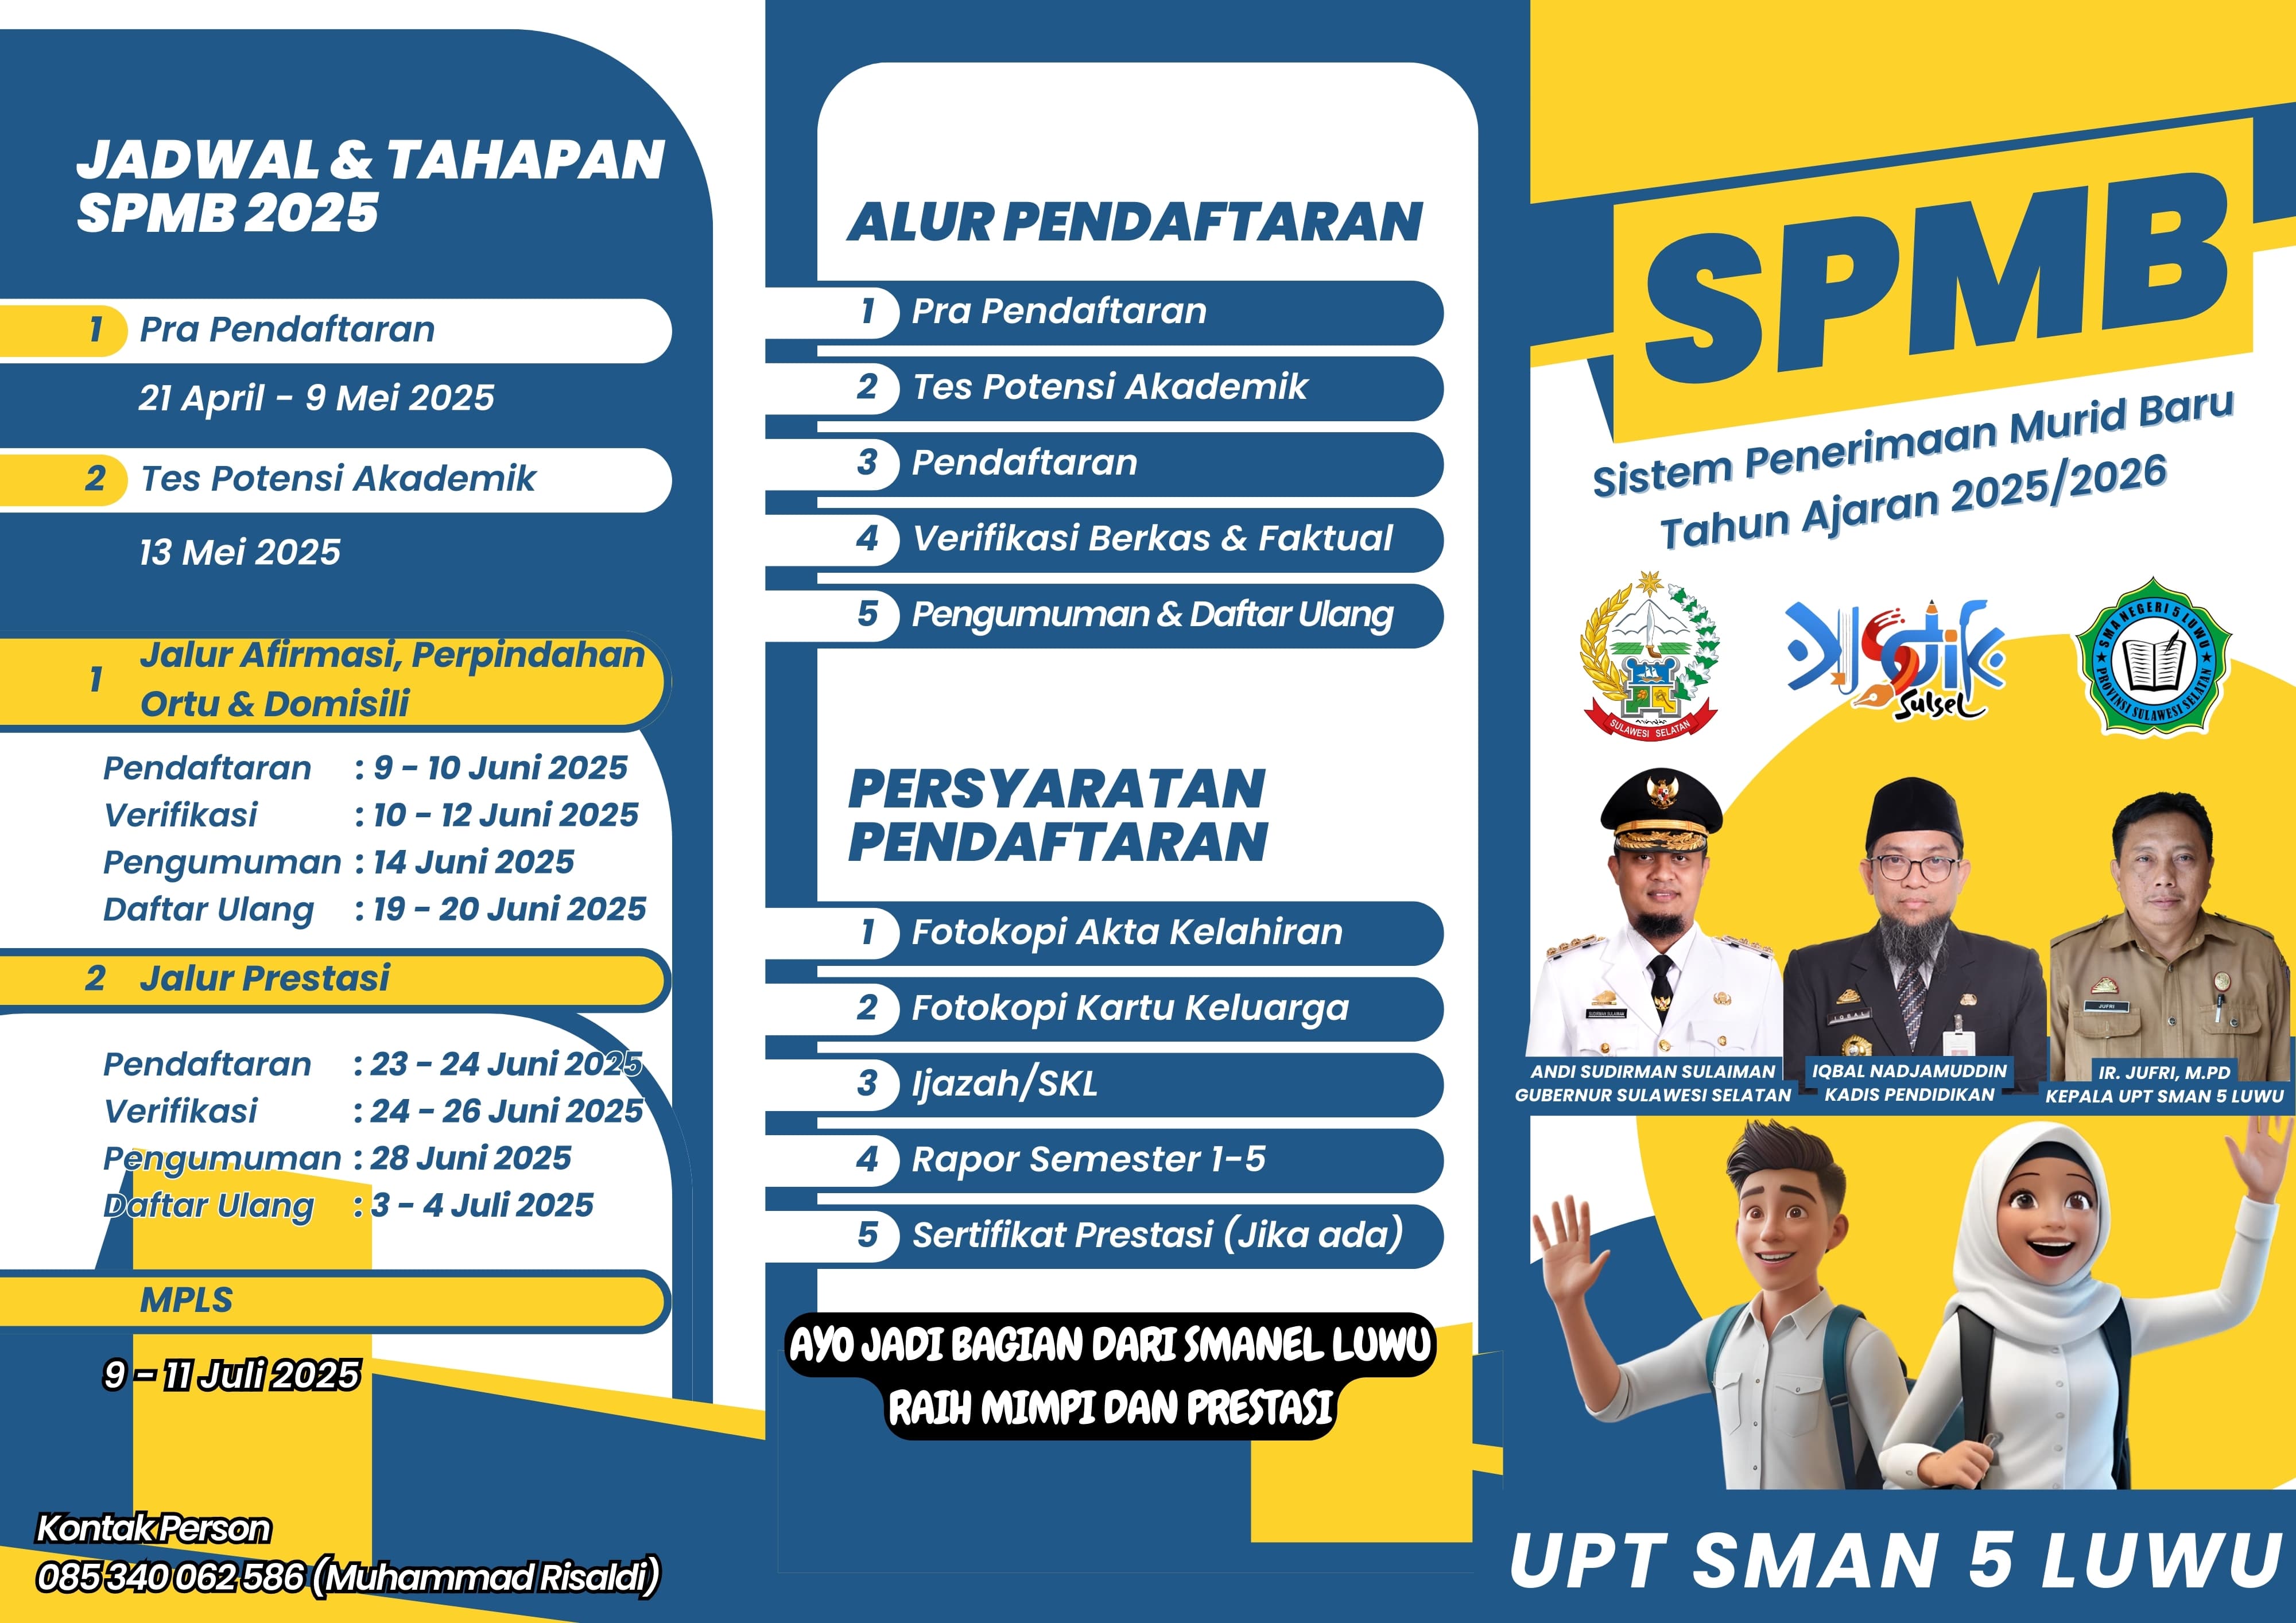 JADWAL & TAHAPAN
SPMB 2025
1 Pra Pendaftaran
21 April - 9 Mei 2025
2 Tes Potensi Akademik
13 Mei 2025
1 Jalur Afirmasi, Perpindahan
Ortu & Domisili
Pendaftaran : 9 - 10 Juni 2025
Verifikasi : 10 - 12 Juni 2025
Pengumuman : 14 Juni 2025
Daftar Ulang : 19 - 20 Juni 2025
2 Jalur Prestasi
Pendaftaran : 23 - 24 Juni 2025
Verifikasi : 24 - 26 Juni 2025
Pengumuman : 28 Juni 2025
Daftar Ulang : 3 - 4 Juli 2025
MPLS
9 - 11 Juli 2025
Kontak Person
085 340 062 586 (Muhammad Risaldi)
ALUR PENDAFTARAN
1 Pra Pendaftaran
2 Tes Potensi Akademik
3 Pendaftaran
4 Verifikasi Berkas & Faktual
5 Pengumuman & Daftar Ulang
PERSYARATAN
PENDAFTARAN
1 Fotokopi Akta Kelahiran
2 Fotokopi Kartu Keluarga
3 Ijazah/SKL
4 Rapor Semester 1-5
5 Sertifikat Prestasi (Jika ada)
AYO JADI BAGIAN DARI SMANEL LUWU
RAIH MIMPI DAN PRESTASI
SPMB
Sistem Penerimaan Murid Baru
Tahun Ajaran 2025/2026
SULAWESI SELATAN
disdik
Sulsel
SMA NEGERI 5 LUWU
PROVINSI SULAWESI SELATAN
SUDIRMAN SULAIMAN
IQBAL
JUFRI
ANDI SUDIRMAN SULAIMAN
GUBERNUR SULAWESI SELATAN
IQBAL NADJAMUDDIN
KADIS PENDIDIKAN
IR. JUFRI, M.PD
KEPALA UPT SMAN 5 LUWU
UPT SMAN 5 LUWU